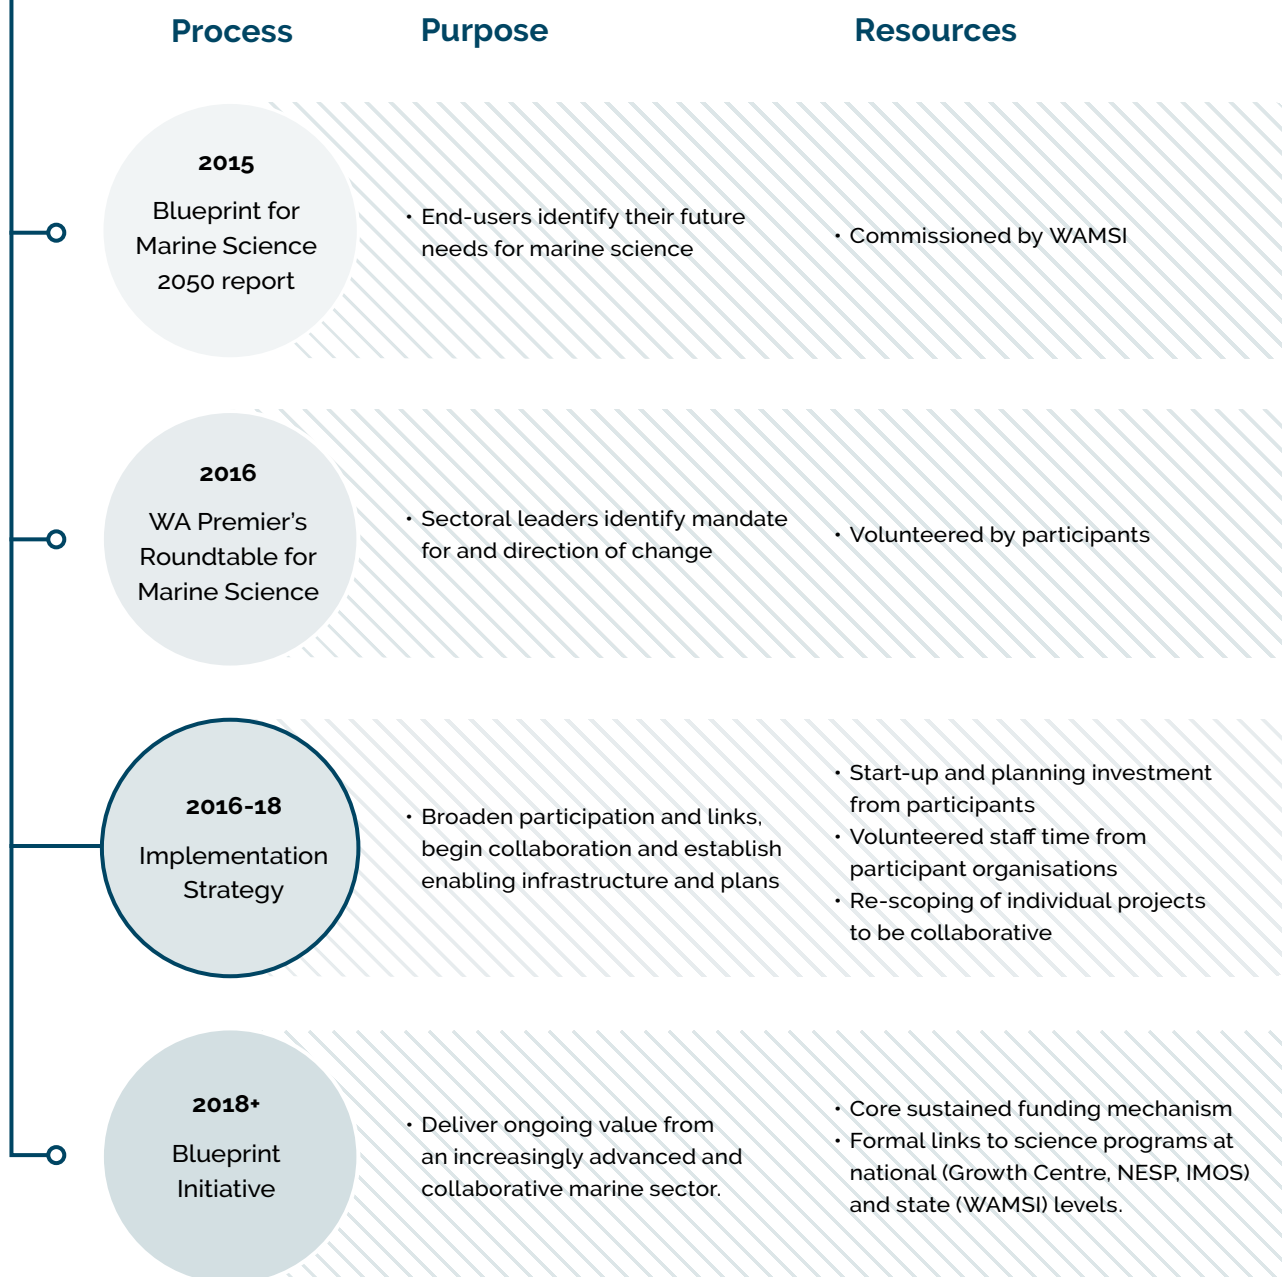 Process
Purpose
Resources
2015
Blueprint for
Marine Science
2050 report
• End-users identify their future
needs for marine science
• Commissioned by WAMSI
2016
WA Premier’s
Roundtable for
Marine Science
• Sectoral leaders identify mandate
for and direction of change
• Volunteered by participants
2016-18
Implementation
Strategy
• Broaden participation and links,
begin collaboration and establish
enabling infrastructure and plans
• Start-up and planning investment
from participants
• Volunteered staff time from
participant organisations
• Re-scoping of individual projects
to be collaborative
2018+
Blueprint
Initiative
• Deliver ongoing value from
an increasingly advanced and
collaborative marine sector.
• Core sustained funding mechanism
• Formal links to science programs at
national (Growth Centre, NESP, IMOS)
and state (WAMSI) levels.